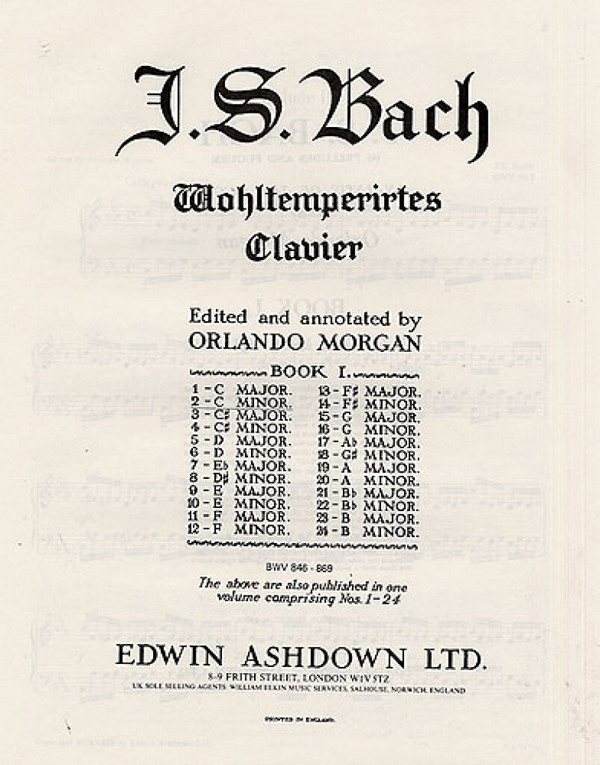 J.S. Bach
Wohltemperirtes
Clavier
Edited and annotated by
ORLANDO MORGAN
BOOK I.
1 - C MAJOR. 13 - F♯ MAJOR.
2 - C MINOR. 14 - F♯ MINOR.
3 - C♯ MAJOR. 15 - G MAJOR.
4 - C♯ MINOR. 16 - G MINOR.
5 - D MAJOR. 17 - A♭ MAJOR.
6 - D MINOR. 18 - G♯ MINOR.
7 - E♭ MAJOR. 19 - A MAJOR.
8 - D♯ MINOR. 20 - A MINOR.
9 - E MAJOR. 21 - B♭ MAJOR.
10 - E MINOR. 22 - B♭ MINOR.
11 - F MAJOR. 23 - B MAJOR.
12 - F MINOR. 24 - B MINOR.
BWV 846 - 869
The above are also published in one
volume comprising Nos. 1-24
EDWIN ASHDOWN LTD.
8-9 FRITH STREET, LONDON W1V 5TZ
UK SOLE SELLING AGENTS: WILLIAM ELKIN MUSIC SERVICES, SALHOUSE, NORWICH, ENGLAND
PRINTED IN ENGLAND.